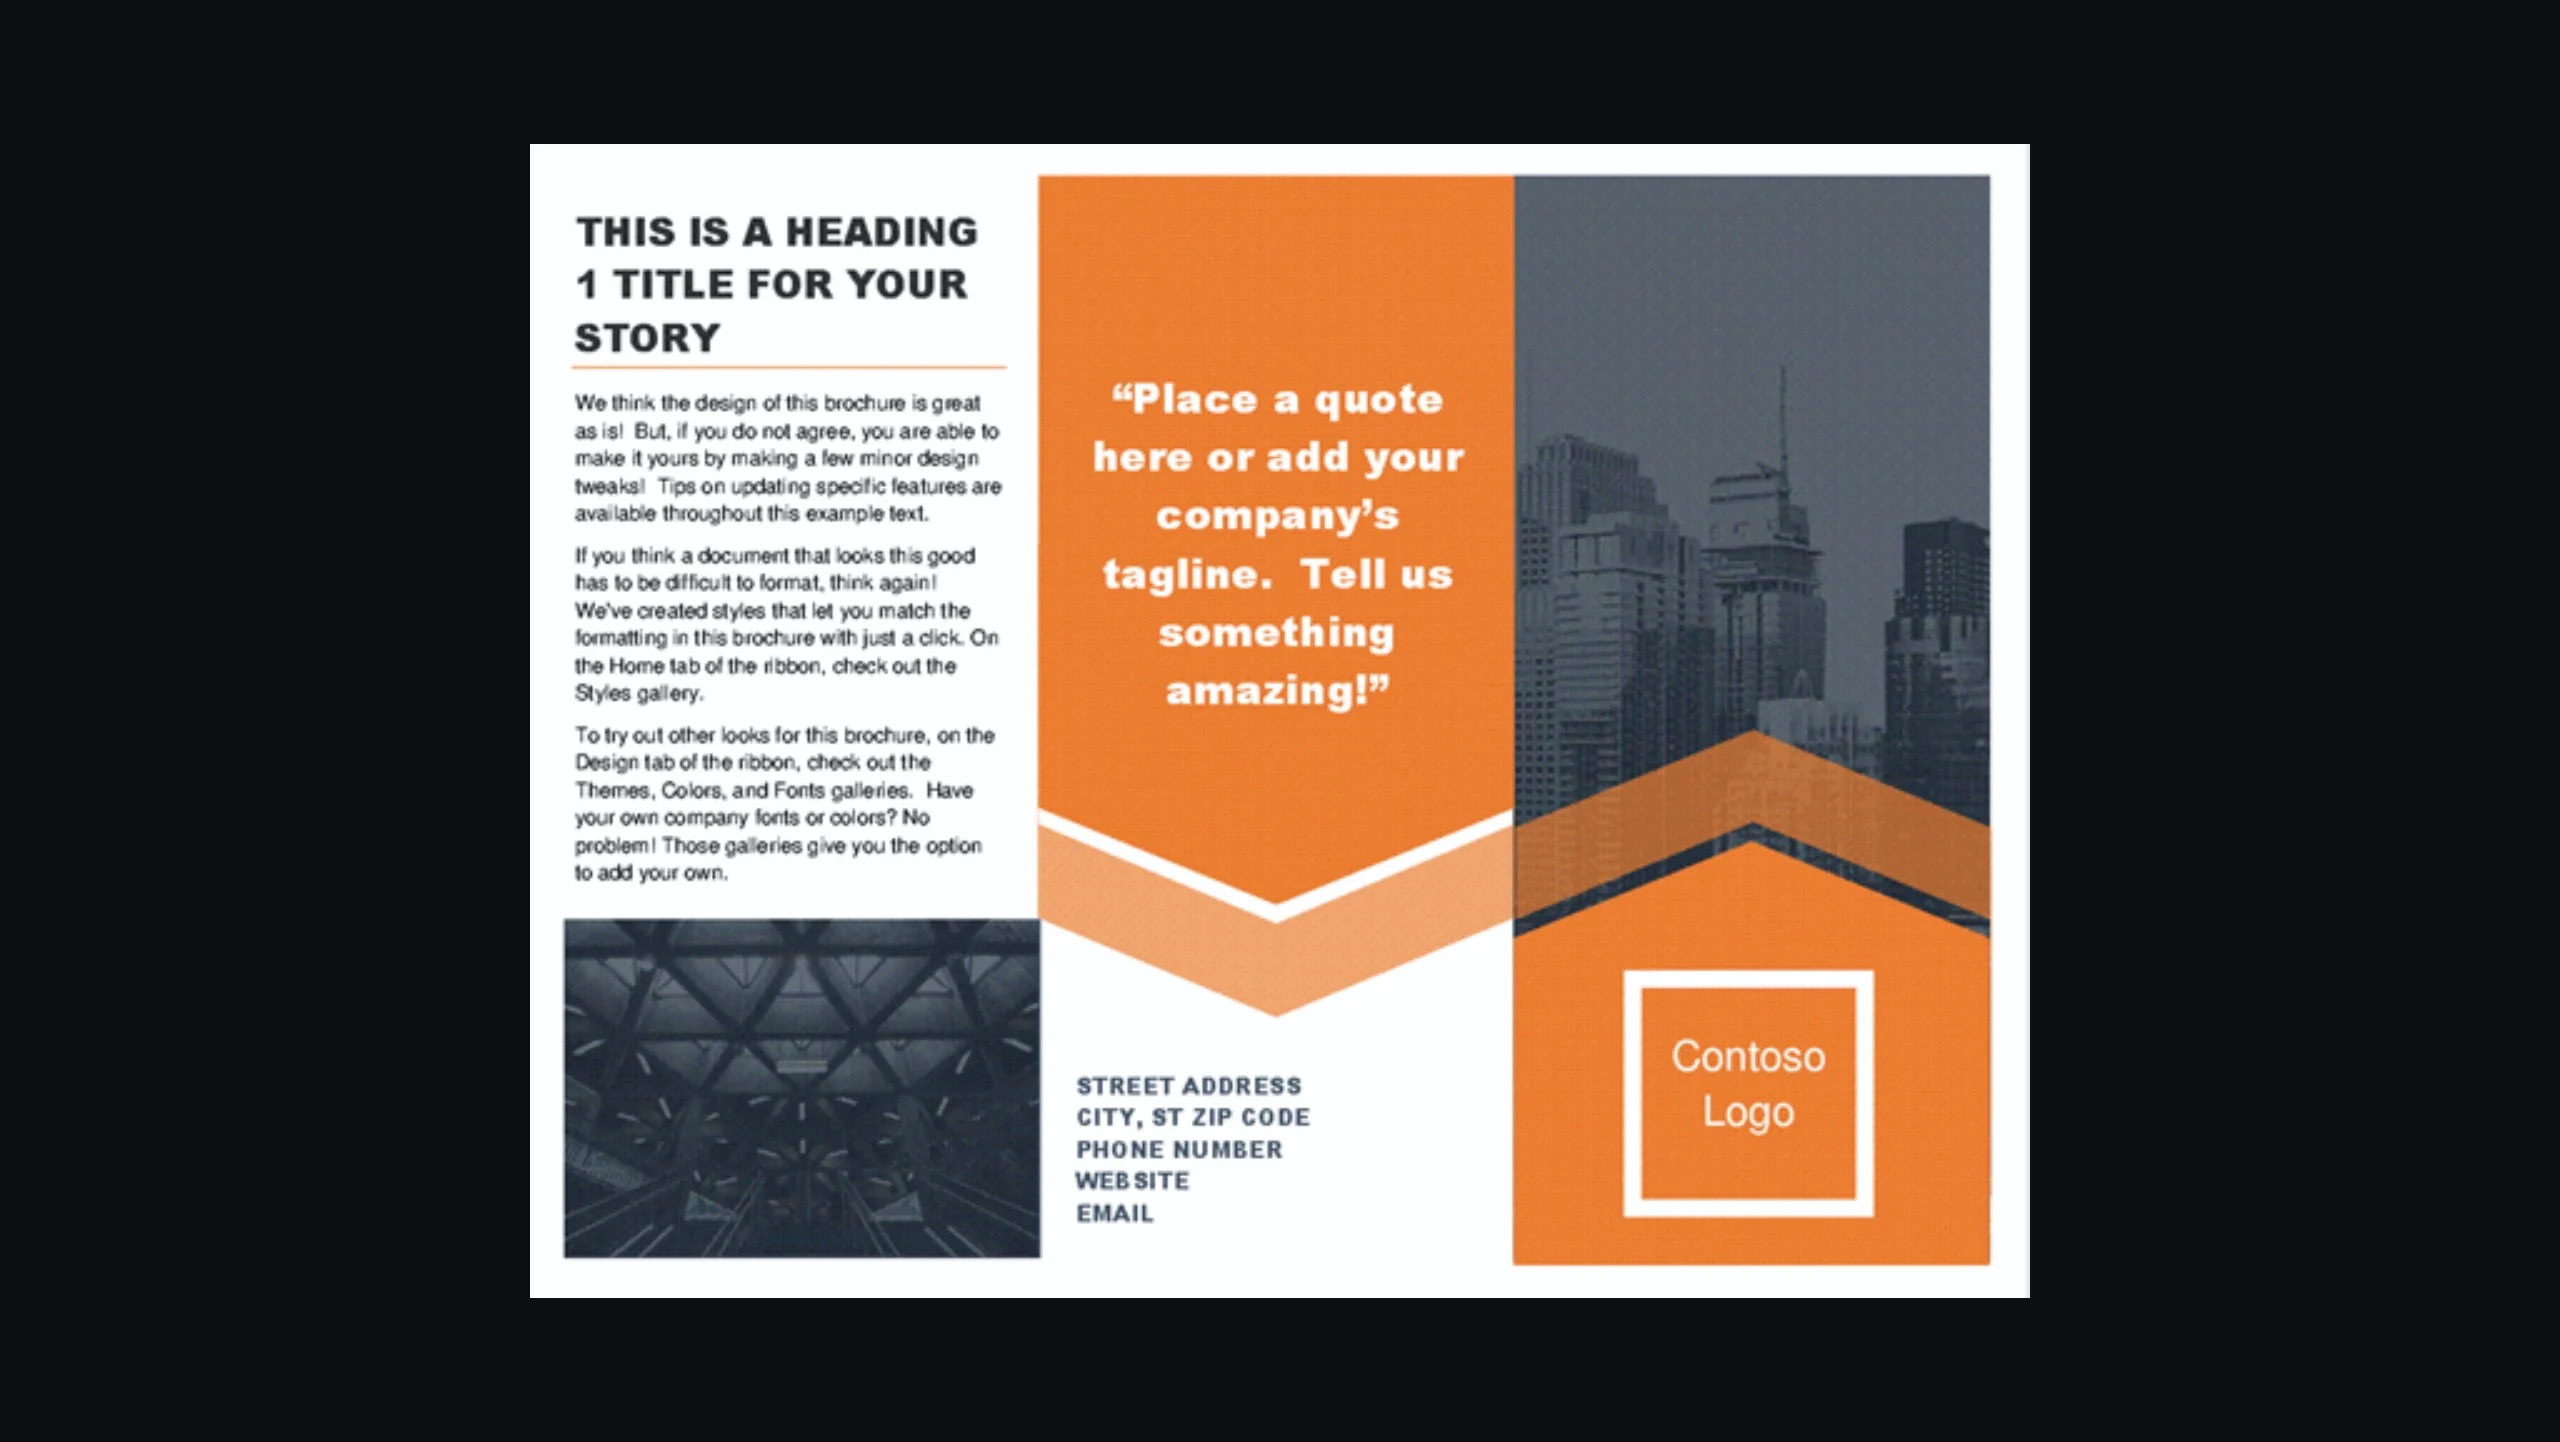 THIS IS A HEADING
1 TITLE FOR YOUR
STORY
We think the design of this brochure is great
as is!  But, if you do not agree, you are able to
make it yours by making a few minor design
tweaks!  Tips on updating specific features are
available throughout this example text.
If you think a document that looks this good
has to be difficult to format, think again!
We've created styles that let you match the
formatting in this brochure with just a click. On
the Home tab of the ribbon, check out the
Styles gallery.
To try out other looks for this brochure, on the
Design tab of the ribbon, check out the
Themes, Colors, and Fonts galleries.  Have
your own company fonts or colors? No
problem! Those galleries give you the option
to add your own.
“Place a quote
here or add your
company’s
tagline.  Tell us
something
amazing!”
STREET ADDRESS
CITY, ST ZIP CODE
PHONE NUMBER
WEBSITE
EMAIL
Contoso
Logo